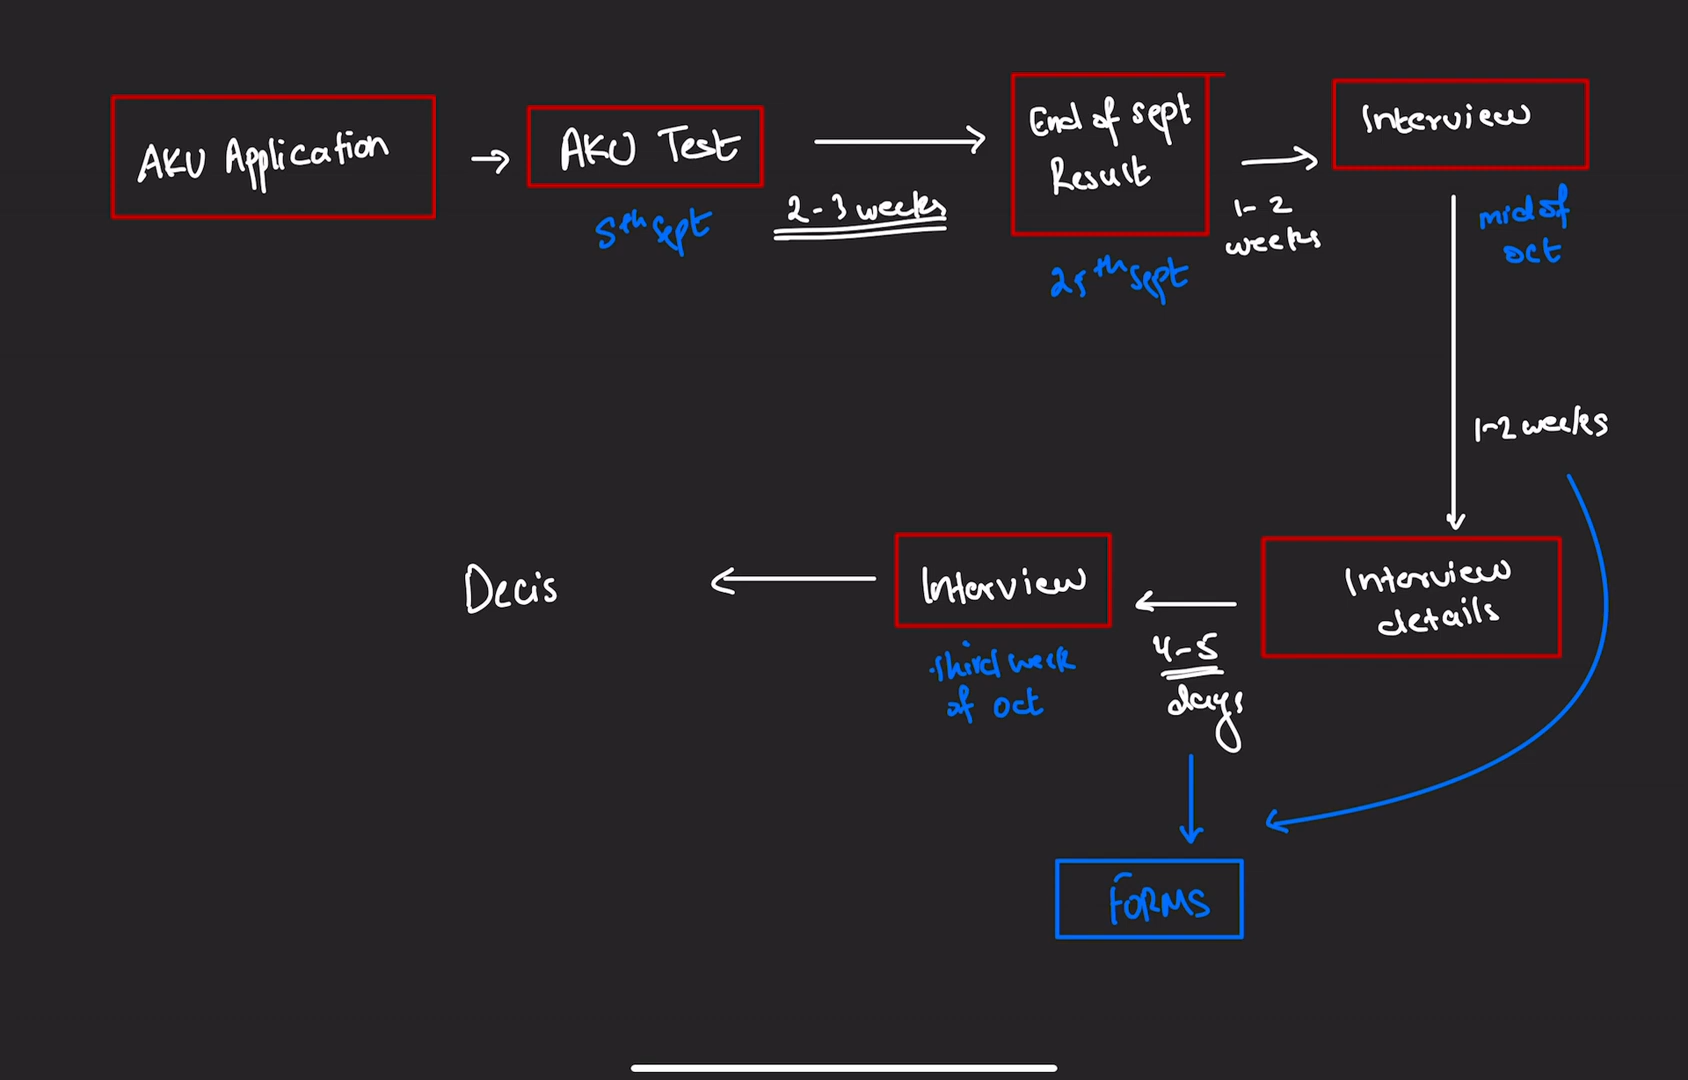 AKU Application
AKU Test
5th Sept
2-3 weeks
End of Sept
Result
25th Sept
1-2
weeks
Interview
mid of
oct
1-2 weeks
Interview
details
4-5
days
Interview
third week
of oct
Decis
FORMS